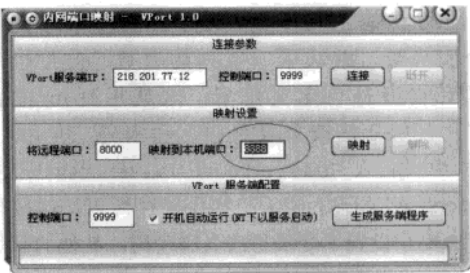 内网端口映射 - VPort 1.0
连接参数
VPort服务端IP： 218.201.77.12 控制端口： 9999 连接 断开
映射设置
将远程端口： 8000 映射到本机端口： 映射
VPort 服务端配置
控制端口： 9999 ✓ 开机自动运行(NT下以服务启动) 生成服务端程序